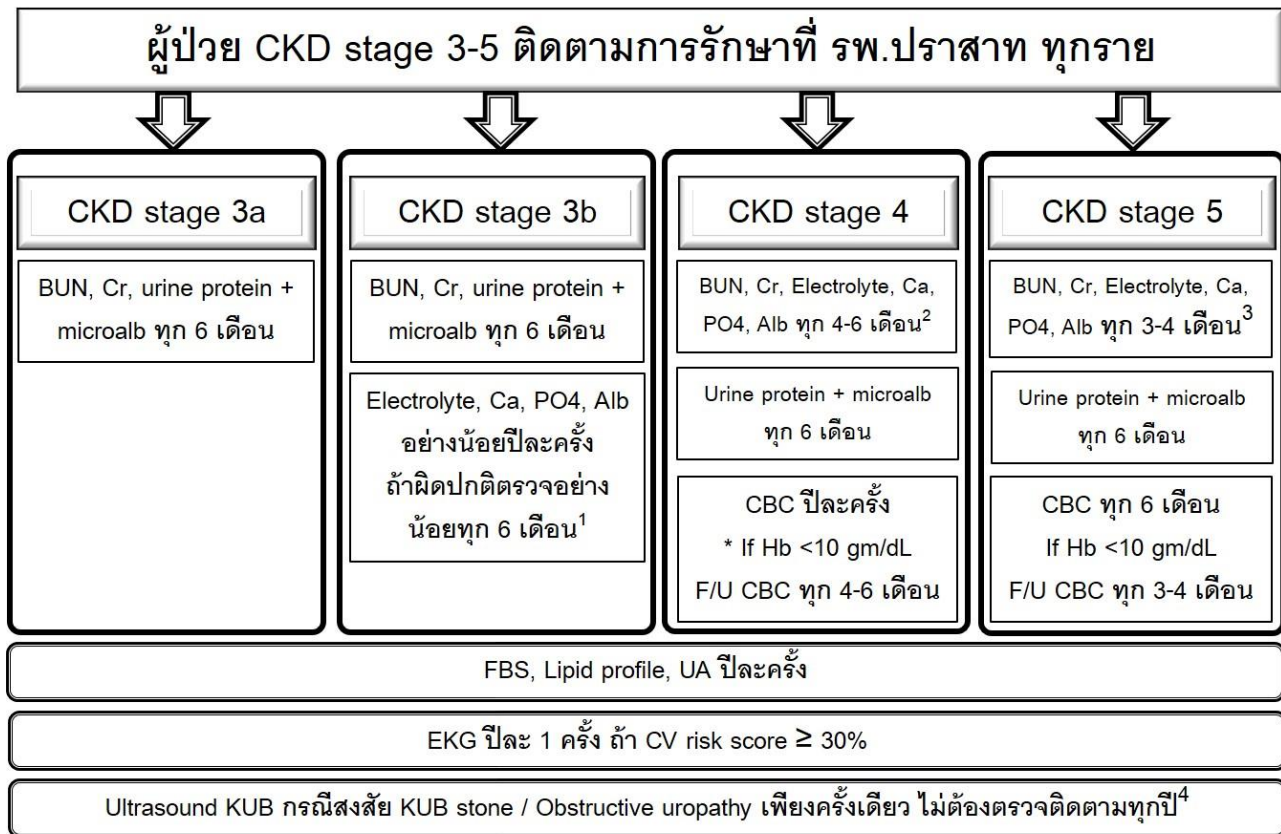 ผู้ป่วย CKD stage 3-5 ติดตามการรักษาที่ รพ.ปราสาท ทุกราย
CKD stage 3a
BUN, Cr, urine protein +
microalb ทุก 6 เดือน
CKD stage 3b
BUN, Cr, urine protein +
microalb ทุก 6 เดือน
Electrolyte, Ca, PO4, Alb
อย่างน้อยปีละครั้ง
ถ้าผิดปกติตรวจอย่าง
น้อยทุก 6 เดือน¹
CKD stage 4
BUN, Cr, Electrolyte, Ca,
PO4, Alb ทุก 4-6 เดือน²
Urine protein + microalb
ทุก 6 เดือน
CBC ปีละครั้ง
* If Hb <10 gm/dL
F/U CBC ทุก 4-6 เดือน
CKD stage 5
BUN, Cr, Electrolyte, Ca,
PO4, Alb ทุก 3-4 เดือน³
Urine protein + microalb
ทุก 6 เดือน
CBC ทุก 6 เดือน
If Hb <10 gm/dL
F/U CBC ทุก 3-4 เดือน
FBS, Lipid profile, UA ปีละครั้ง
EKG ปีละ 1 ครั้ง ถ้า CV risk score ≥ 30%
Ultrasound KUB กรณีสงสัย KUB stone / Obstructive uropathy เพียงครั้งเดียว ไม่ต้องตรวจติดตามทุกปี⁴